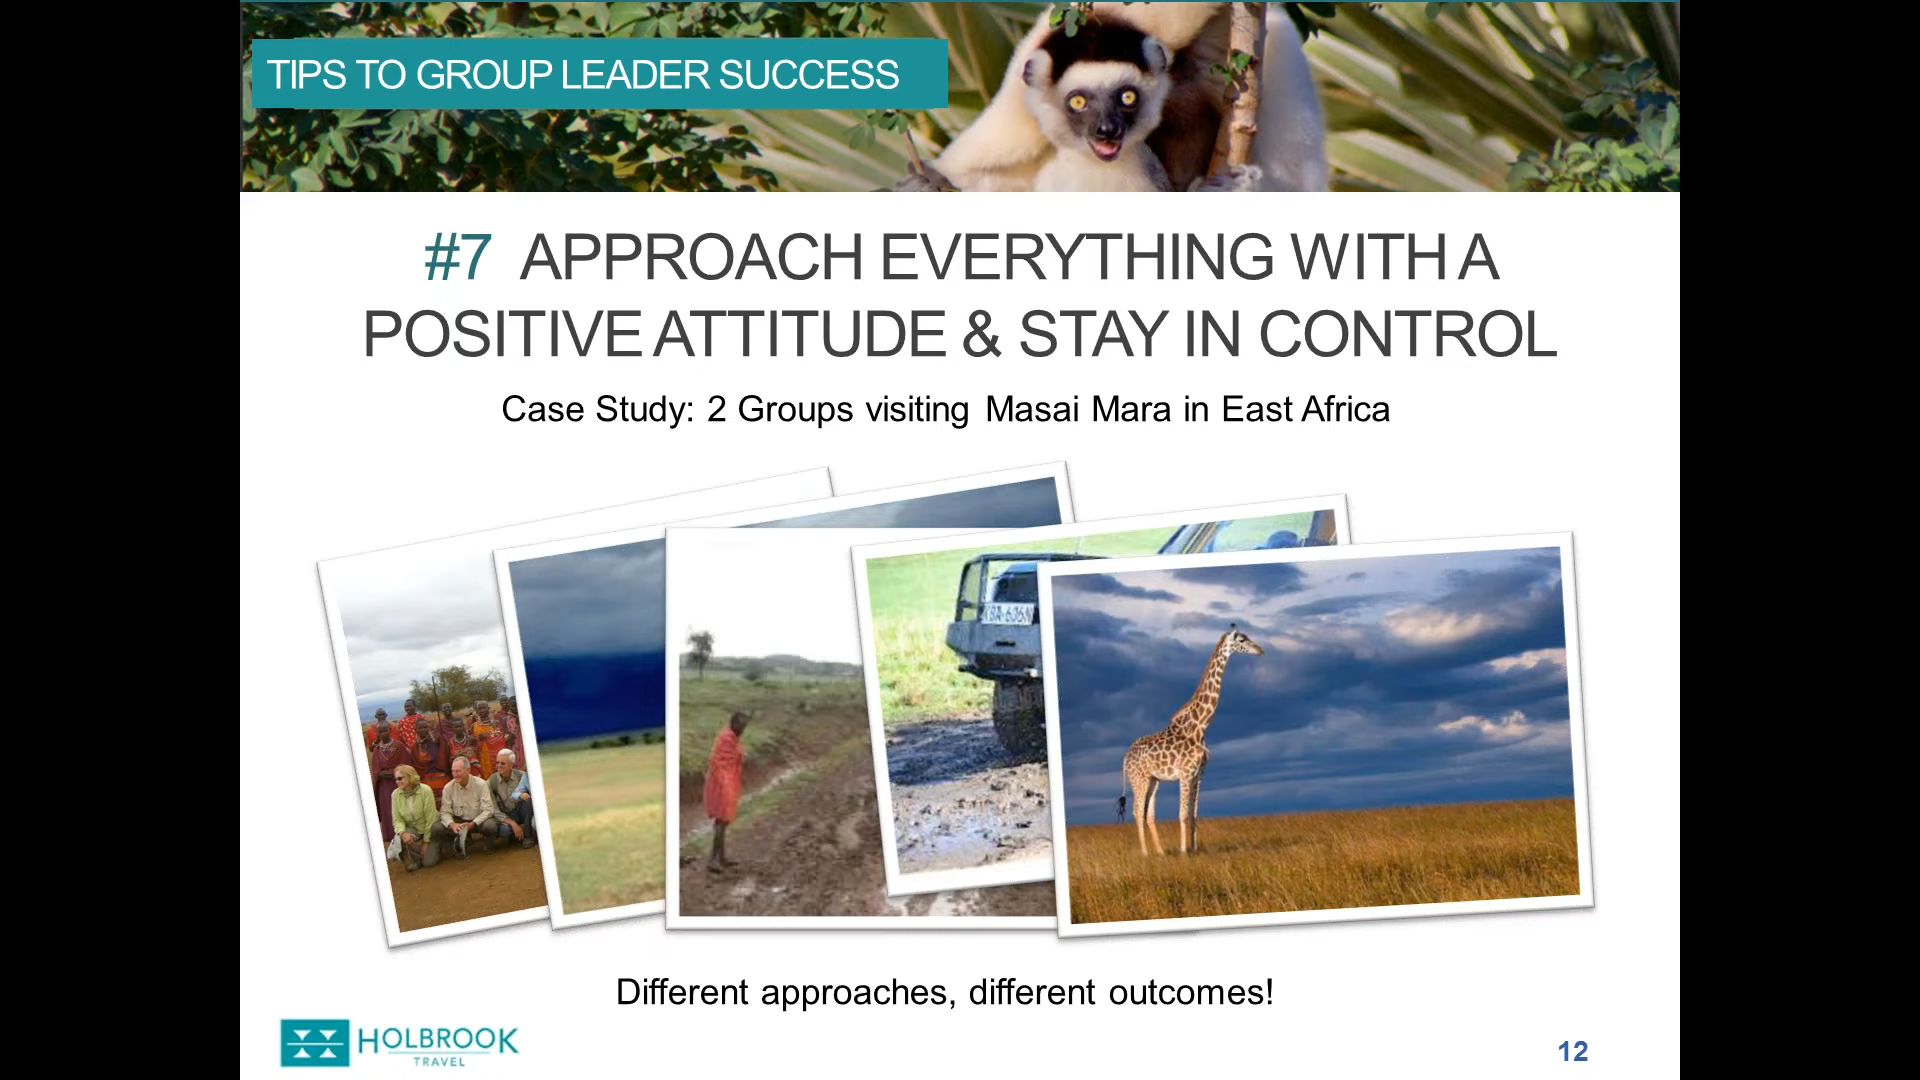 TIPS TO GROUP LEADER SUCCESS
#7 APPROACH EVERYTHING WITH A
POSITIVE ATTITUDE & STAY IN CONTROL
Case Study: 2 Groups visiting Masai Mara in East Africa
Different approaches, different outcomes!
HOLBROOK
TRAVEL
12